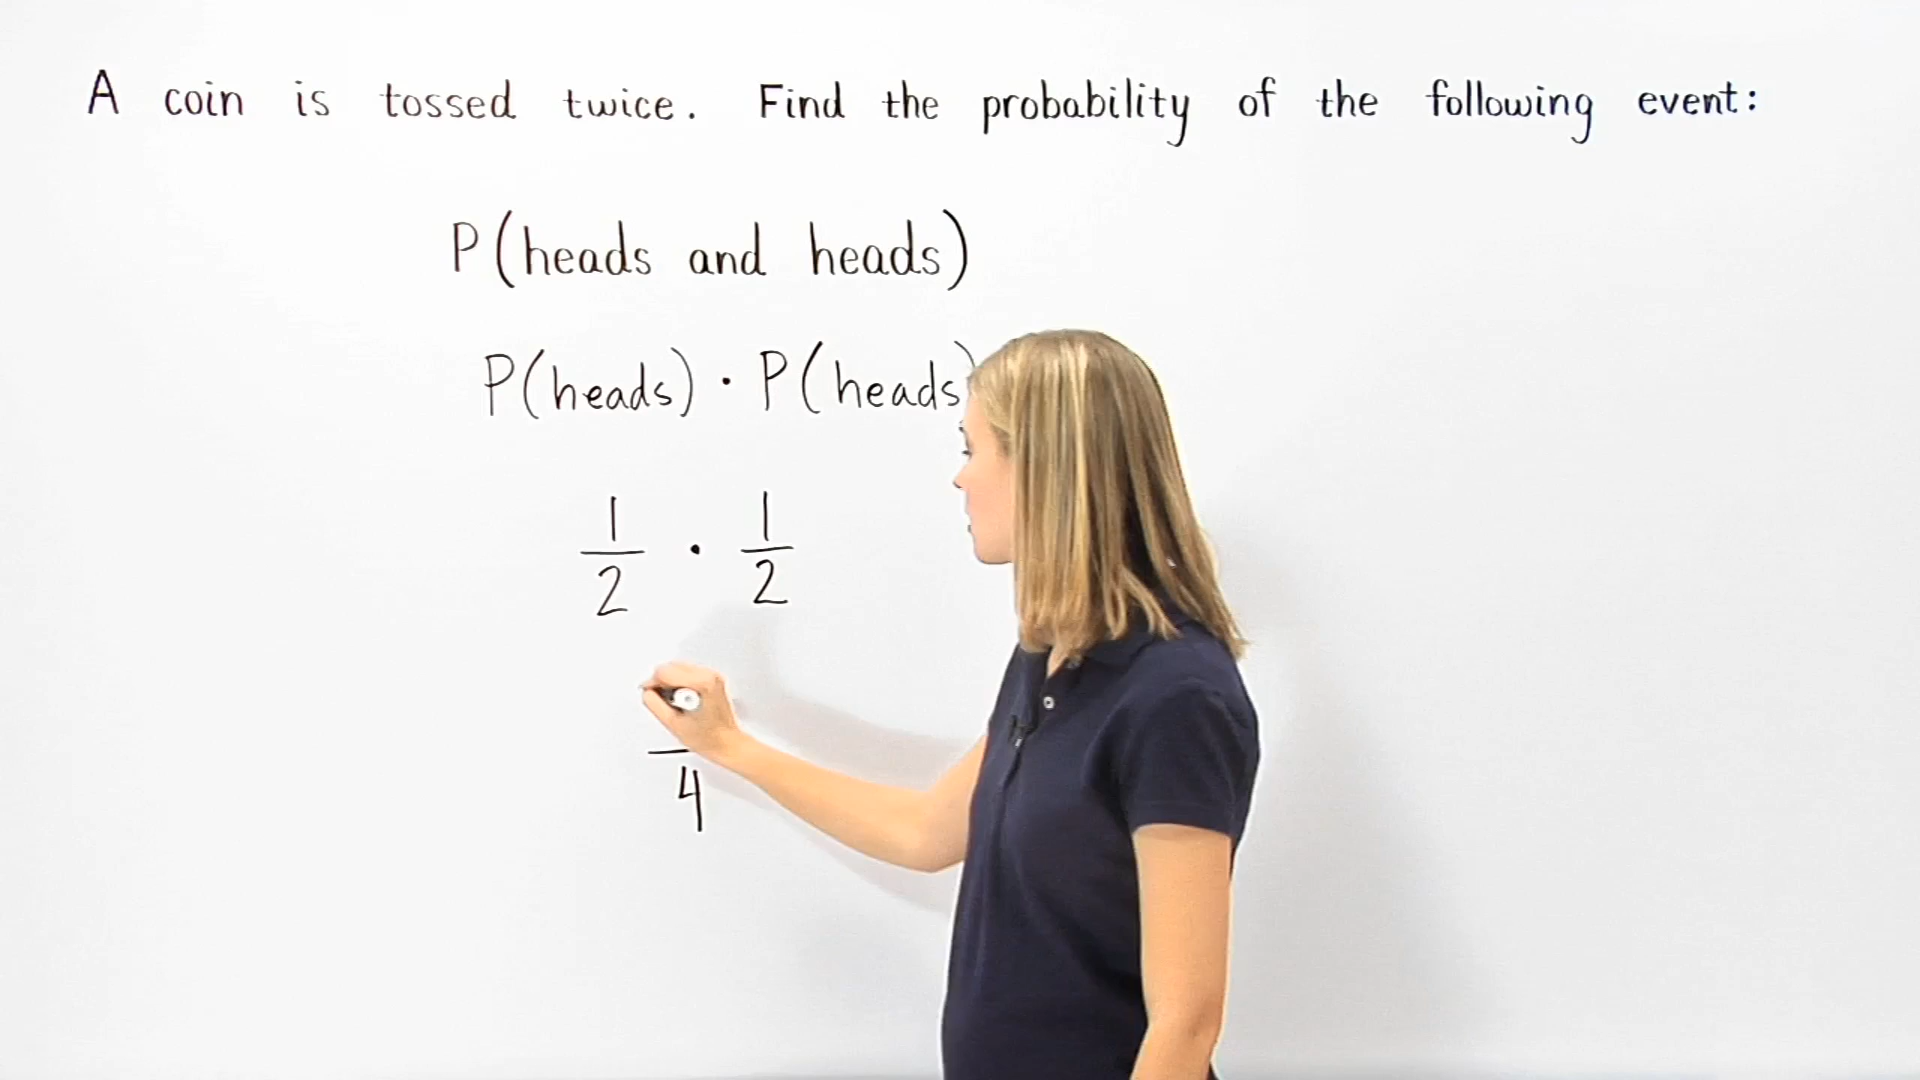 A coin is tossed twice. Find the probability of the following event:
P(heads and heads)
P(heads) · P(heads)
1/2 · 1/2
/4